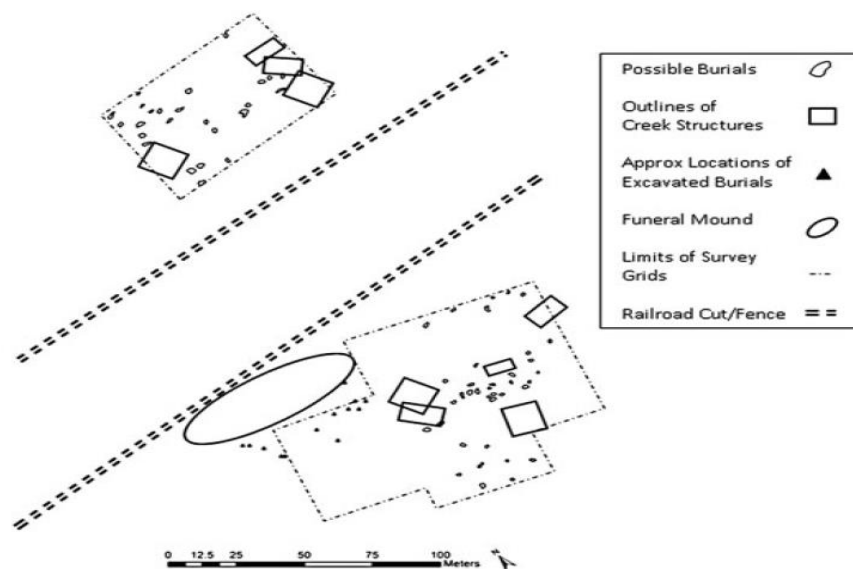 Possible Burials
Outlines of
Creek Structures
Approx Locations of
Excavated Burials
Funeral Mound
Limits of Survey
Grids
Railroad Cut/Fence
0 12.5 25 50 75 100
Meters
N